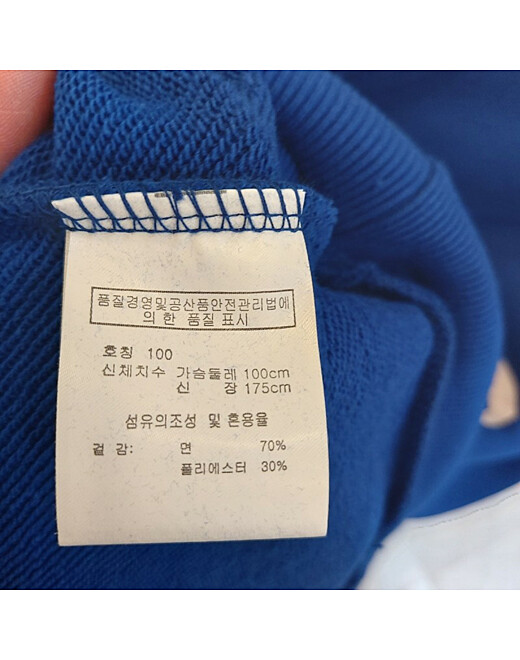 품질경영및공산품안전관리법에
의 한 품질 표시
호칭 100
신체치수 가슴둘레 100cm
신 장 175cm
섬유의조성 및 혼용율
겉 감: 면 70%
폴리에스터 30%